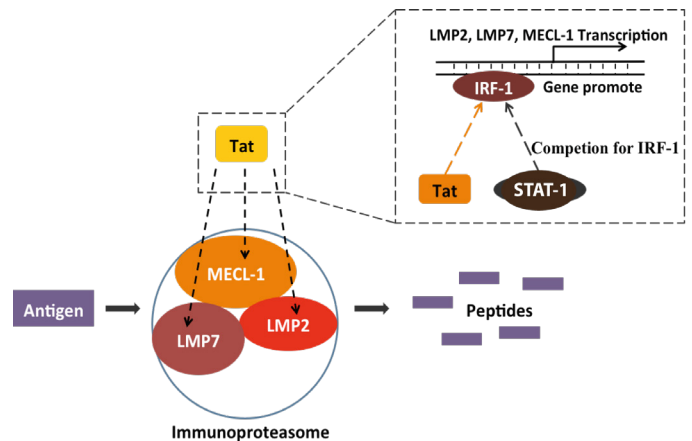 LMP2, LMP7, MECL-1 Transcription
IRF-1
Gene promote
Tat
Competion for IRF-1
Tat
STAT-1
MECL-1
Antigen
LMP7
LMP2
Peptides
Immunoproteasome